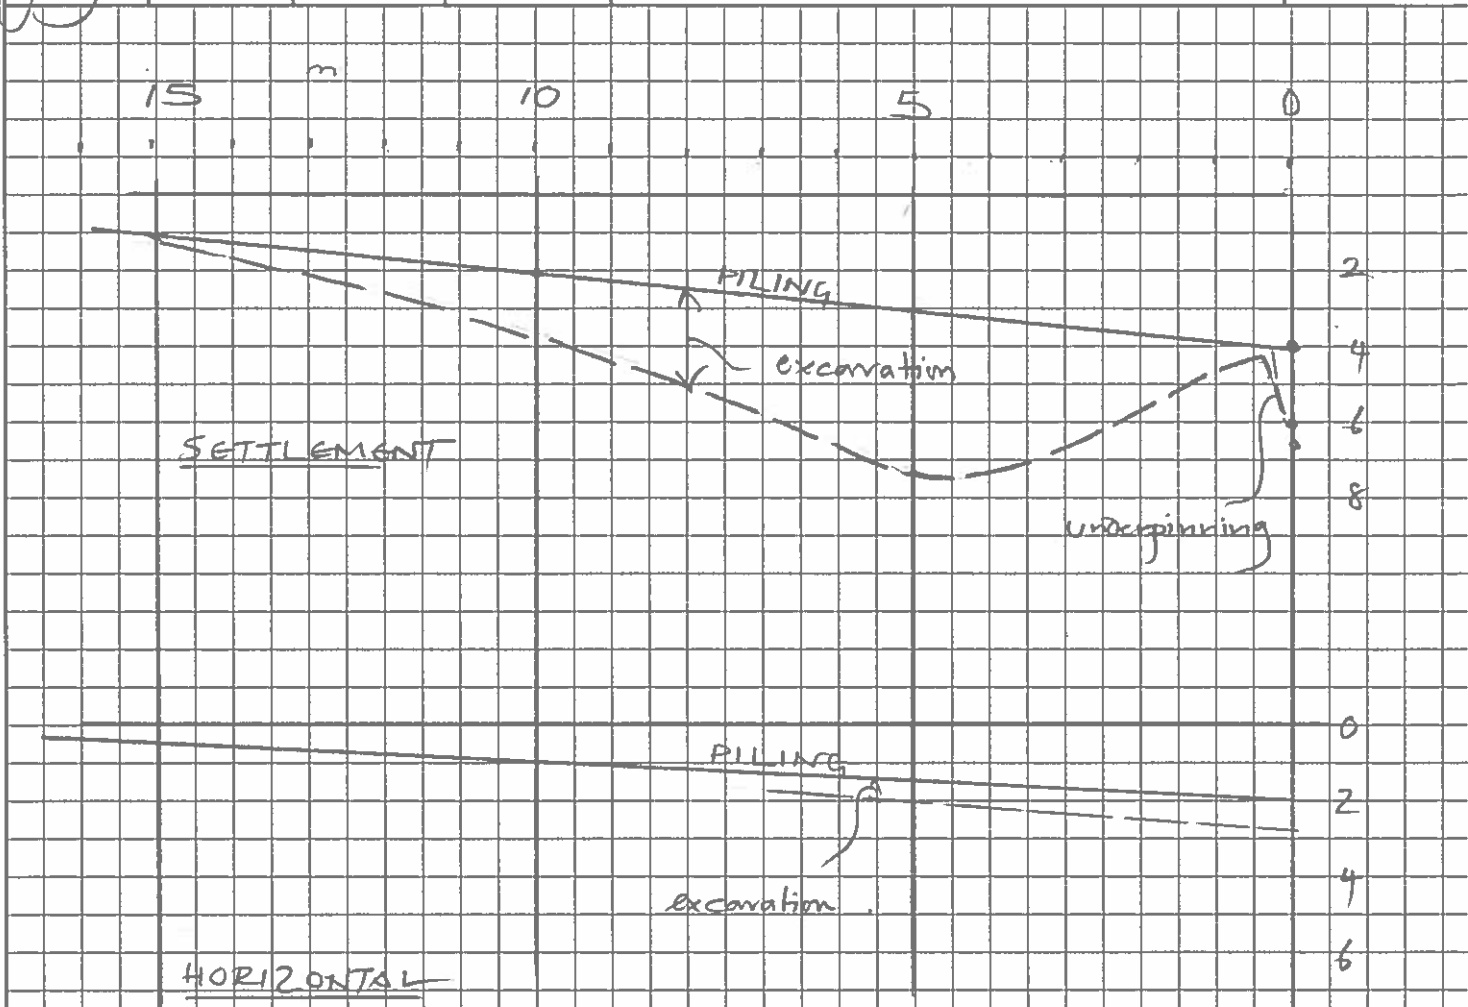 m
15 10 5 0
2
PILING
4
excavation
6
SETTLEMENT
8
underpinning
0
PILING
2
4
excavation
6
HORIZONTAL